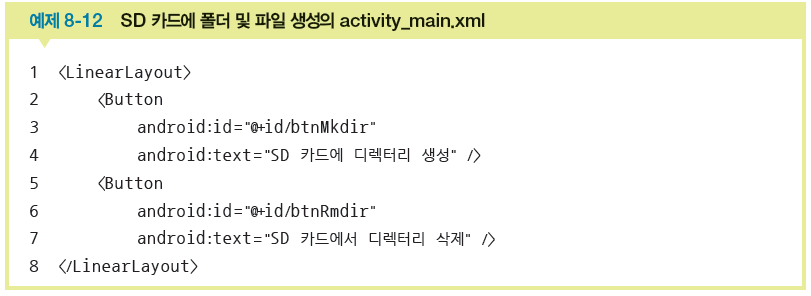 예제 8-12 SD 카드에 폴더 및 파일 생성의 activity_main.xml
1 <LinearLayout>
2 <Button
3 android:id="@+id/btnMkdir"
4 android:text="SD 카드에 디렉터리 생성" />
5 <Button
6 android:id="@+id/btnRmdir"
7 android:text="SD 카드에서 디렉터리 삭제" />
8 </LinearLayout>